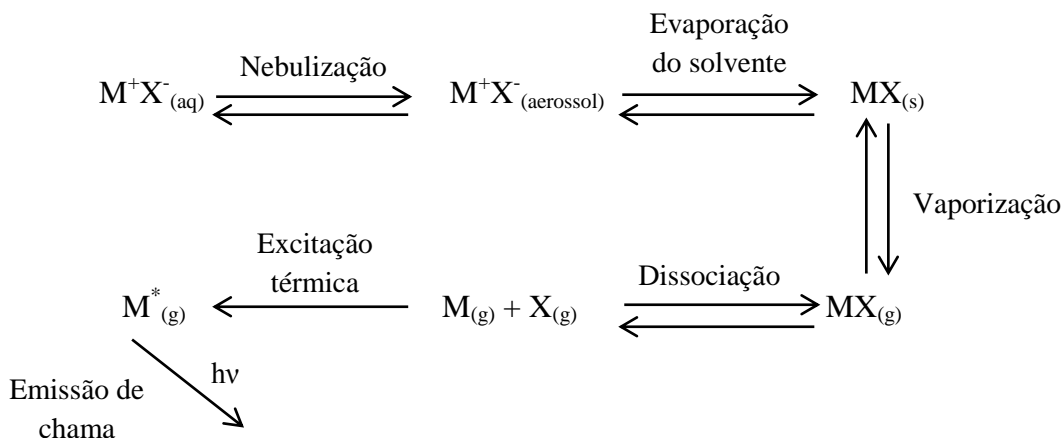 Nebulização
Evaporação
do solvente
M⁺X⁻(aq)
M⁺X⁻(aerossol)
MX(s)
Vaporização
Excitação
térmica
Dissociação
M*(g)
M(g) + X(g)
MX(g)
hν
Emissão de
chama